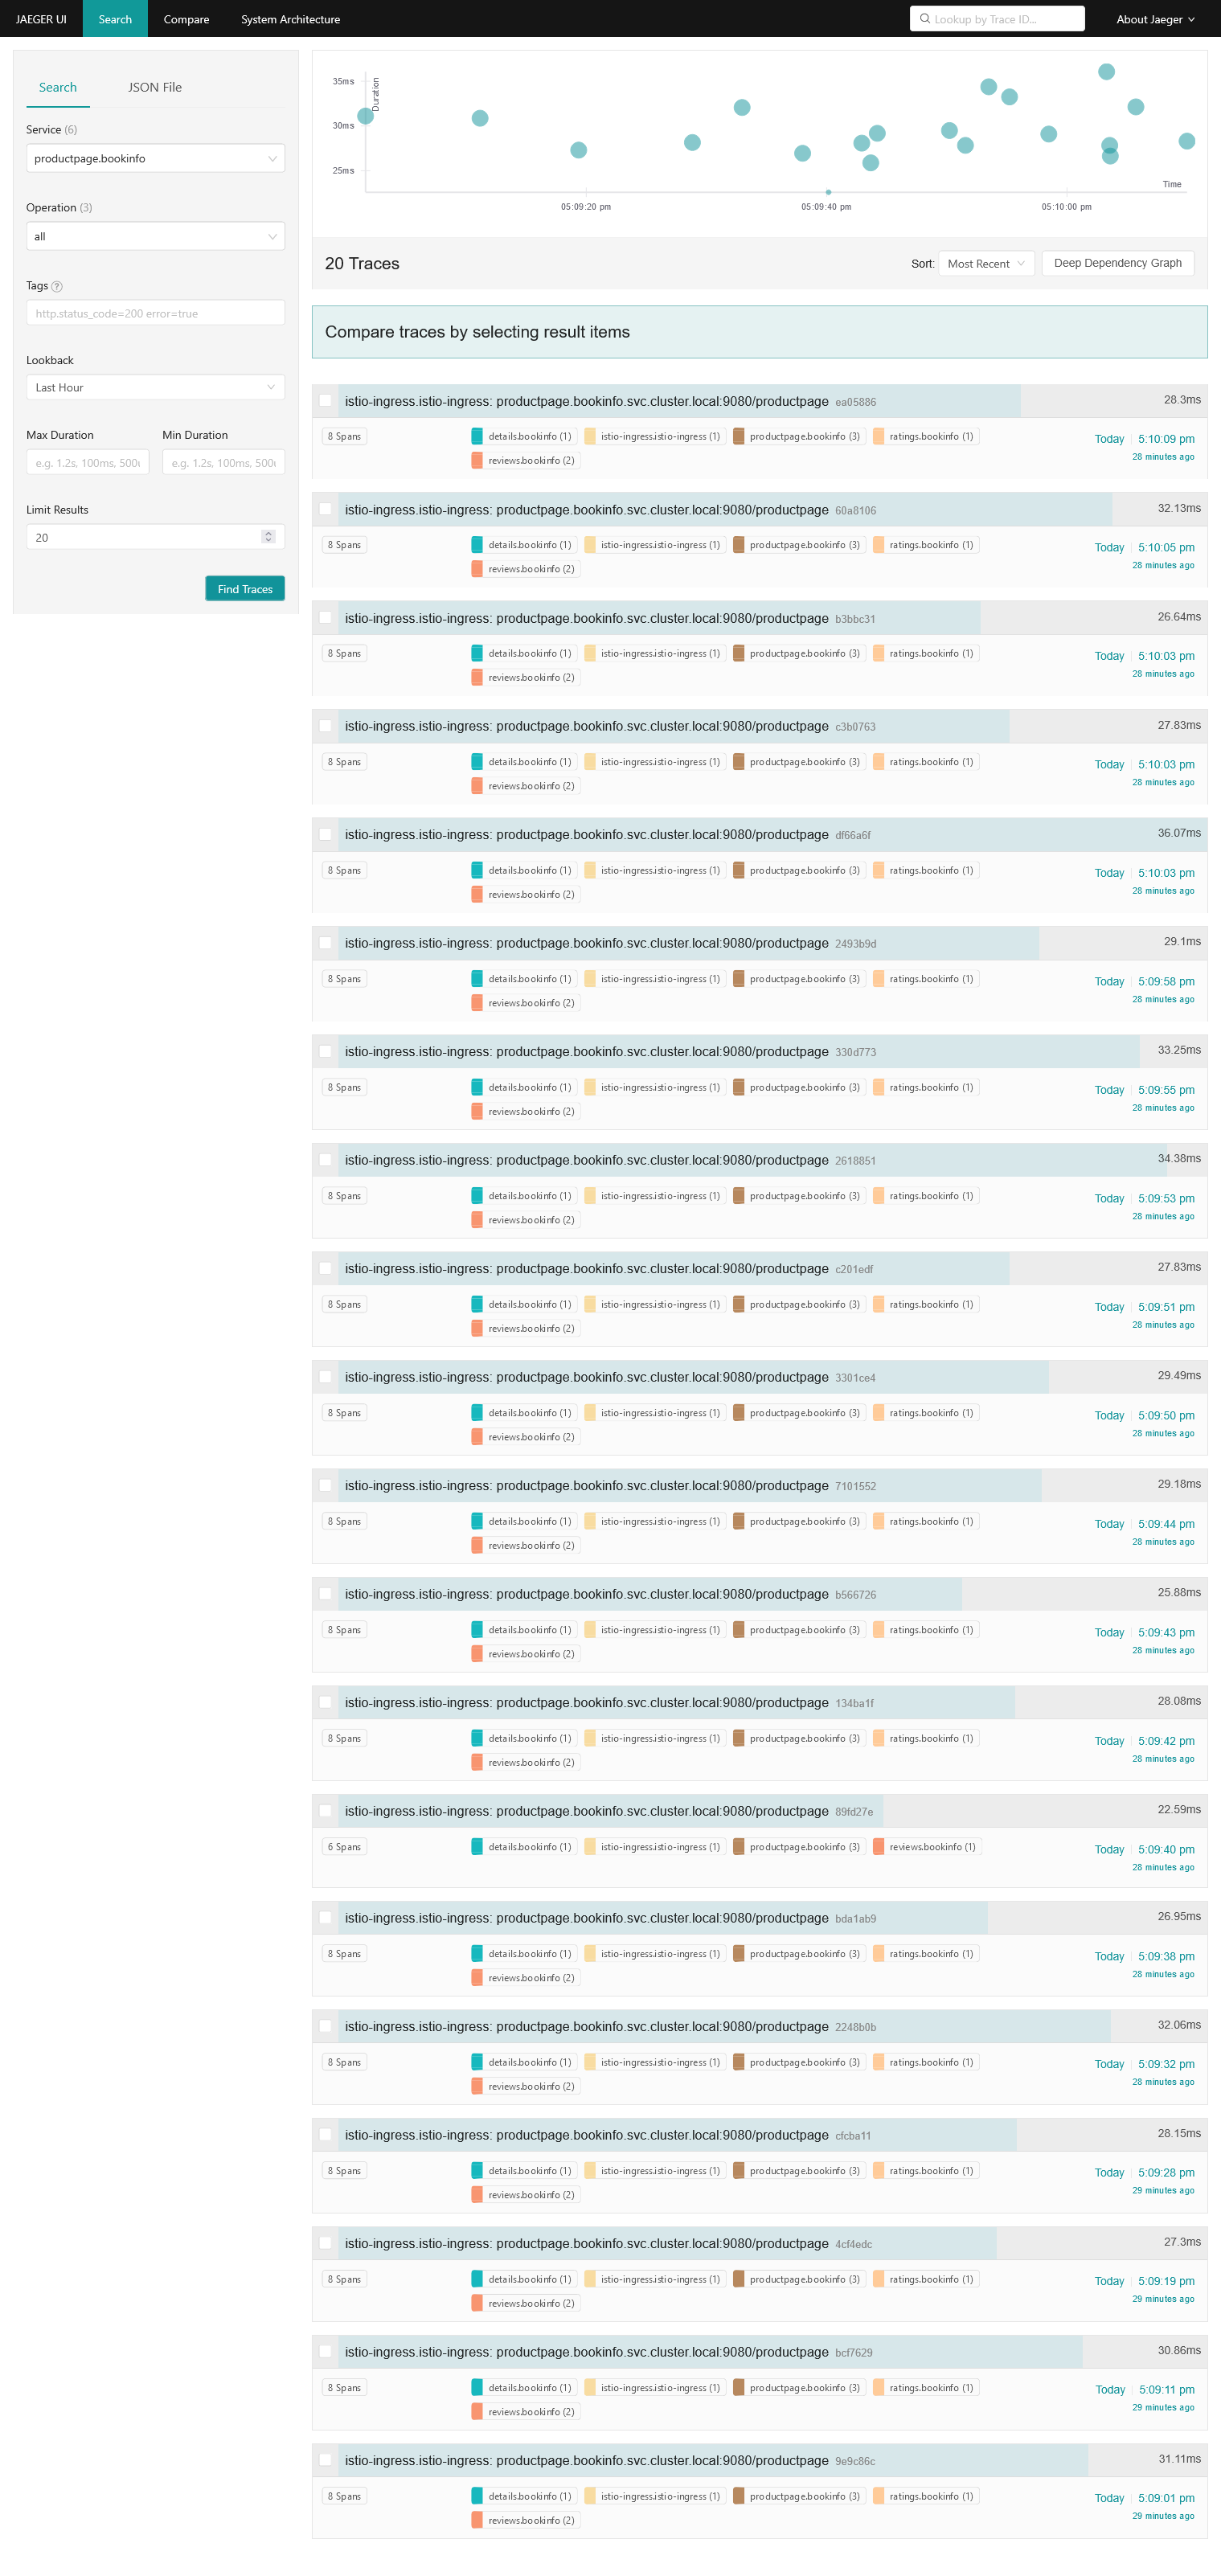 JAEGER UI Search Compare System Architecture Lookup by Trace ID... About Jaeger
Search JSON File
Service (6)
productpage.bookinfo
Operation (3)
all
Tags ?
http.status_code=200 error=true
Lookback
Last Hour
Max Duration Min Duration
e.g. 1.2s, 100ms, 500u e.g. 1.2s, 100ms, 500u
Limit Results
20
Find Traces
Duration
35ms
30ms
25ms
Time
05:09:20 pm 05:09:40 pm 05:10:00 pm
20 Traces Sort: Most Recent Deep Dependency Graph
Compare traces by selecting result items
istio-ingress.istio-ingress: productpage.bookinfo.svc.cluster.local:9080/productpage ea05886 28.3ms
8 Spans details.bookinfo (1) istio-ingress.istio-ingress (1) productpage.bookinfo (3) ratings.bookinfo (1) Today 5:10:09 pm
reviews.bookinfo (2) 28 minutes ago
istio-ingress.istio-ingress: productpage.bookinfo.svc.cluster.local:9080/productpage 60a8106 32.13ms
8 Spans details.bookinfo (1) istio-ingress.istio-ingress (1) productpage.bookinfo (3) ratings.bookinfo (1) Today 5:10:05 pm
reviews.bookinfo (2) 28 minutes ago
istio-ingress.istio-ingress: productpage.bookinfo.svc.cluster.local:9080/productpage b3bbc31 26.64ms
8 Spans details.bookinfo (1) istio-ingress.istio-ingress (1) productpage.bookinfo (3) ratings.bookinfo (1) Today 5:10:03 pm
reviews.bookinfo (2) 28 minutes ago
istio-ingress.istio-ingress: productpage.bookinfo.svc.cluster.local:9080/productpage c3b0763 27.83ms
8 Spans details.bookinfo (1) istio-ingress.istio-ingress (1) productpage.bookinfo (3) ratings.bookinfo (1) Today 5:10:03 pm
reviews.bookinfo (2) 28 minutes ago
istio-ingress.istio-ingress: productpage.bookinfo.svc.cluster.local:9080/productpage df66a6f 36.07ms
8 Spans details.bookinfo (1) istio-ingress.istio-ingress (1) productpage.bookinfo (3) ratings.bookinfo (1) Today 5:10:03 pm
reviews.bookinfo (2) 28 minutes ago
istio-ingress.istio-ingress: productpage.bookinfo.svc.cluster.local:9080/productpage 2493b9d 29.1ms
8 Spans details.bookinfo (1) istio-ingress.istio-ingress (1) productpage.bookinfo (3) ratings.bookinfo (1) Today 5:09:58 pm
reviews.bookinfo (2) 28 minutes ago
istio-ingress.istio-ingress: productpage.bookinfo.svc.cluster.local:9080/productpage 330d773 33.25ms
8 Spans details.bookinfo (1) istio-ingress.istio-ingress (1) productpage.bookinfo (3) ratings.bookinfo (1) Today 5:09:55 pm
reviews.bookinfo (2) 28 minutes ago
istio-ingress.istio-ingress: productpage.bookinfo.svc.cluster.local:9080/productpage 2618851 34.38ms
8 Spans details.bookinfo (1) istio-ingress.istio-ingress (1) productpage.bookinfo (3) ratings.bookinfo (1) Today 5:09:53 pm
reviews.bookinfo (2) 28 minutes ago
istio-ingress.istio-ingress: productpage.bookinfo.svc.cluster.local:9080/productpage c201edf 27.83ms
8 Spans details.bookinfo (1) istio-ingress.istio-ingress (1) productpage.bookinfo (3) ratings.bookinfo (1) Today 5:09:51 pm
reviews.bookinfo (2) 28 minutes ago
istio-ingress.istio-ingress: productpage.bookinfo.svc.cluster.local:9080/productpage 3301ce4 29.49ms
8 Spans details.bookinfo (1) istio-ingress.istio-ingress (1) productpage.bookinfo (3) ratings.bookinfo (1) Today 5:09:50 pm
reviews.bookinfo (2) 28 minutes ago
istio-ingress.istio-ingress: productpage.bookinfo.svc.cluster.local:9080/productpage 7101552 29.18ms
8 Spans details.bookinfo (1) istio-ingress.istio-ingress (1) productpage.bookinfo (3) ratings.bookinfo (1) Today 5:09:44 pm
reviews.bookinfo (2) 28 minutes ago
istio-ingress.istio-ingress: productpage.bookinfo.svc.cluster.local:9080/productpage b566726 25.88ms
8 Spans details.bookinfo (1) istio-ingress.istio-ingress (1) productpage.bookinfo (3) ratings.bookinfo (1) Today 5:09:43 pm
reviews.bookinfo (2) 28 minutes ago
istio-ingress.istio-ingress: productpage.bookinfo.svc.cluster.local:9080/productpage 134ba1f 28.08ms
8 Spans details.bookinfo (1) istio-ingress.istio-ingress (1) productpage.bookinfo (3) ratings.bookinfo (1) Today 5:09:42 pm
reviews.bookinfo (2) 28 minutes ago
istio-ingress.istio-ingress: productpage.bookinfo.svc.cluster.local:9080/productpage 89fd27e 22.59ms
6 Spans details.bookinfo (1) istio-ingress.istio-ingress (1) productpage.bookinfo (3) reviews.bookinfo (1) Today 5:09:40 pm
28 minutes ago
istio-ingress.istio-ingress: productpage.bookinfo.svc.cluster.local:9080/productpage bda1ab9 26.95ms
8 Spans details.bookinfo (1) istio-ingress.istio-ingress (1) productpage.bookinfo (3) ratings.bookinfo (1) Today 5:09:38 pm
reviews.bookinfo (2) 28 minutes ago
istio-ingress.istio-ingress: productpage.bookinfo.svc.cluster.local:9080/productpage 2248b0b 32.06ms
8 Spans details.bookinfo (1) istio-ingress.istio-ingress (1) productpage.bookinfo (3) ratings.bookinfo (1) Today 5:09:32 pm
reviews.bookinfo (2) 28 minutes ago
istio-ingress.istio-ingress: productpage.bookinfo.svc.cluster.local:9080/productpage cfcba11 28.15ms
8 Spans details.bookinfo (1) istio-ingress.istio-ingress (1) productpage.bookinfo (3) ratings.bookinfo (1) Today 5:09:28 pm
reviews.bookinfo (2) 29 minutes ago
istio-ingress.istio-ingress: productpage.bookinfo.svc.cluster.local:9080/productpage 4cf4edc 27.3ms
8 Spans details.bookinfo (1) istio-ingress.istio-ingress (1) productpage.bookinfo (3) ratings.bookinfo (1) Today 5:09:19 pm
reviews.bookinfo (2) 29 minutes ago
istio-ingress.istio-ingress: productpage.bookinfo.svc.cluster.local:9080/productpage bcf7629 30.86ms
8 Spans details.bookinfo (1) istio-ingress.istio-ingress (1) productpage.bookinfo (3) ratings.bookinfo (1) Today 5:09:11 pm
reviews.bookinfo (2) 29 minutes ago
istio-ingress.istio-ingress: productpage.bookinfo.svc.cluster.local:9080/productpage 9e9c86c 31.11ms
8 Spans details.bookinfo (1) istio-ingress.istio-ingress (1) productpage.bookinfo (3) ratings.bookinfo (1) Today 5:09:01 pm
reviews.bookinfo (2) 29 minutes ago